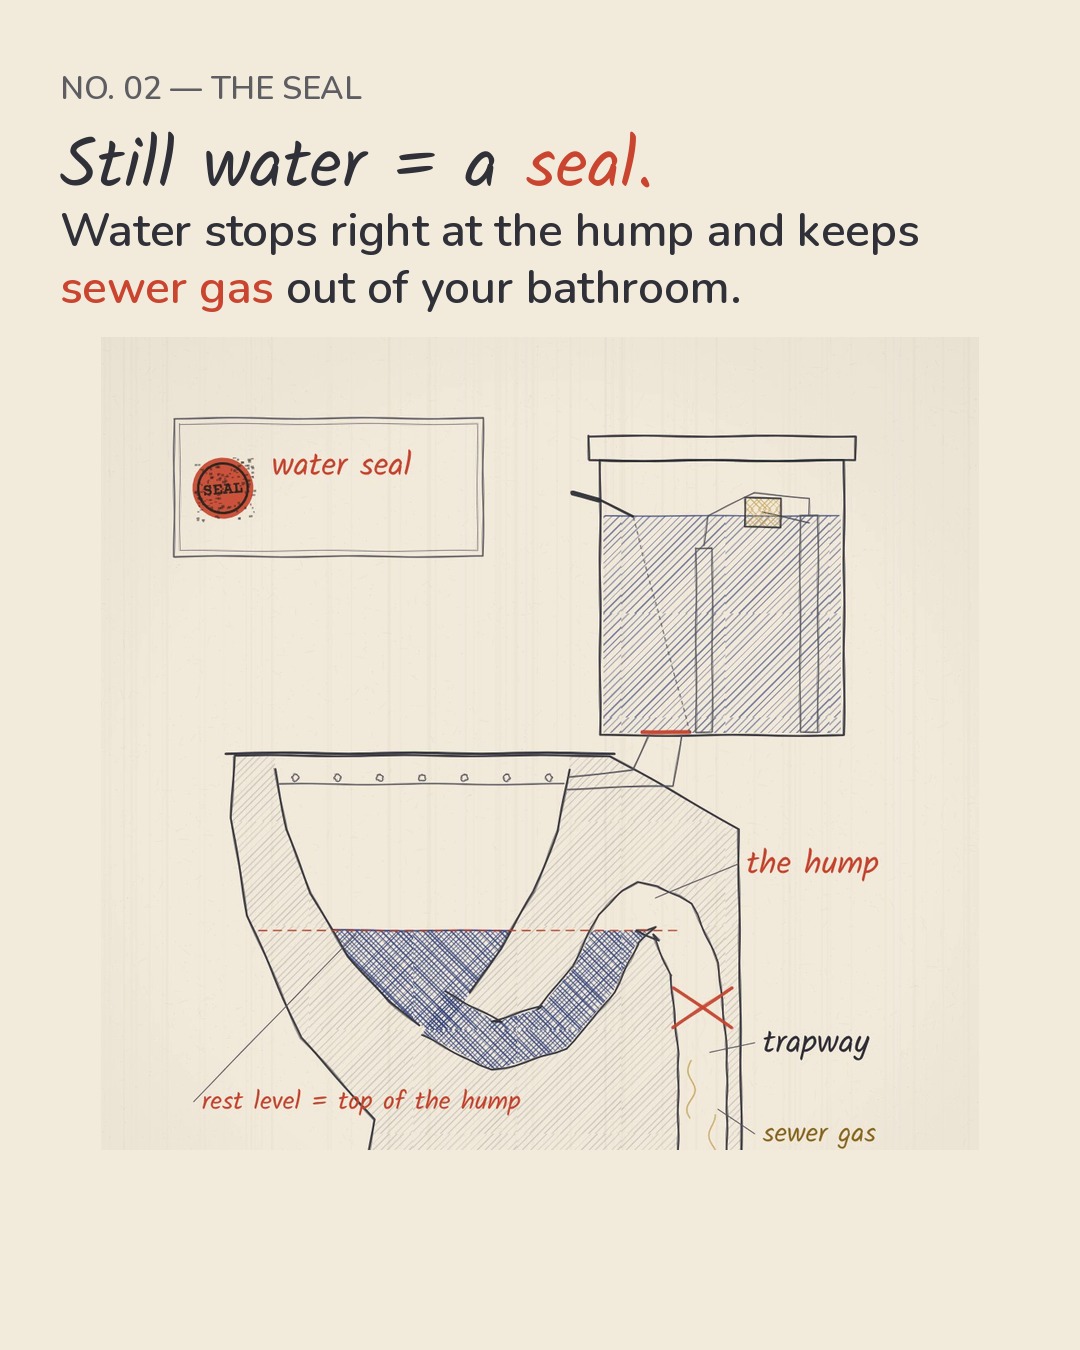 NO. 02 — THE SEAL
Still water = a seal.
Water stops right at the hump and keeps
sewer gas out of your bathroom.
SEAL
water seal
the hump
trapway
rest level = top of the hump
sewer gas